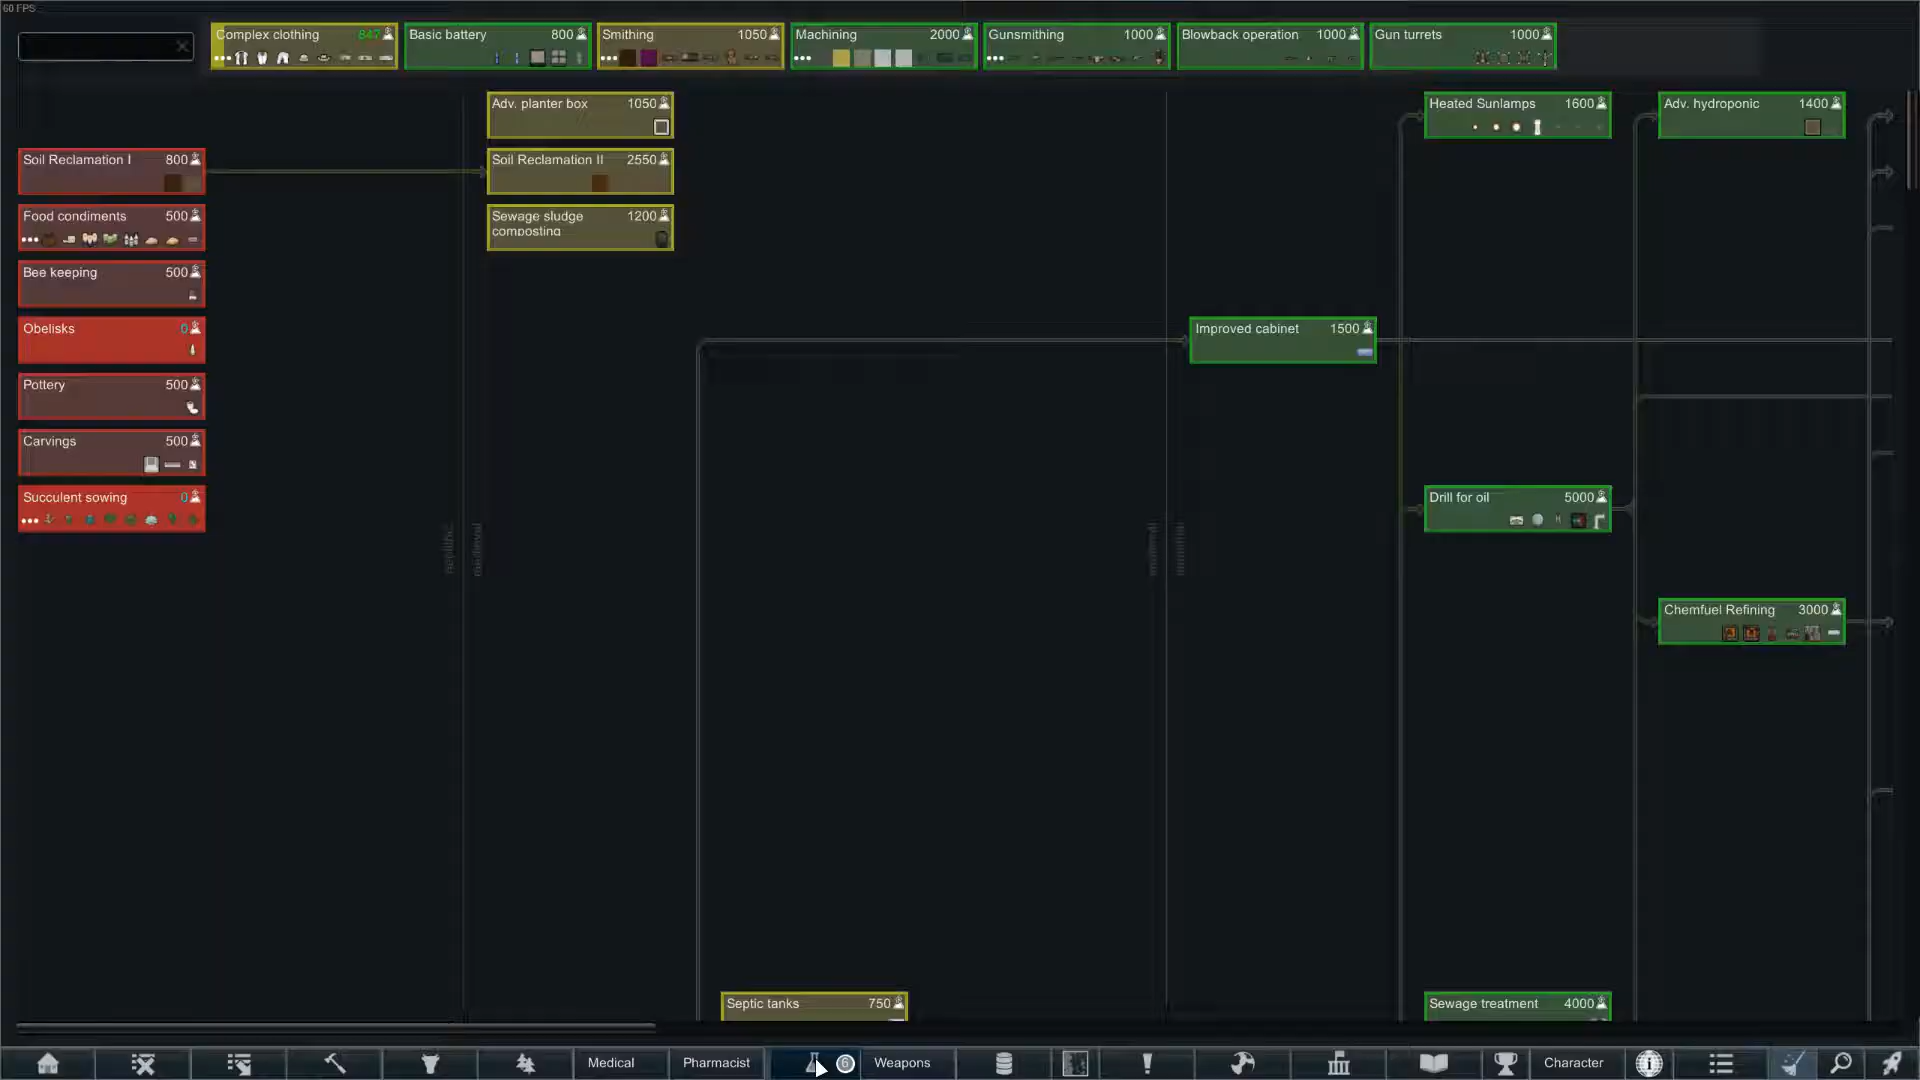 60 FPS
Complex clothing 847
Basic battery 800
Smithing 1050
Machining 2000
Gunsmithing 1000
Blowback operation 1000
Gun turrets 1000
Adv. planter box 1050
Heated Sunlamps 1600
Adv. hydroponic 1400
Soil Reclamation I 800
Soil Reclamation II 2550
Food condiments 500
Sewage sludge 1200
composting
Bee keeping 500
Obelisks 0
Improved cabinet 1500
Pottery 500
Carvings 500
Succulent sowing 0
Drill for oil 5000
Chemfuel Refining 3000
Septic tanks 750
Sewage treatment 4000
Medical
Pharmacist
6
Weapons
Character